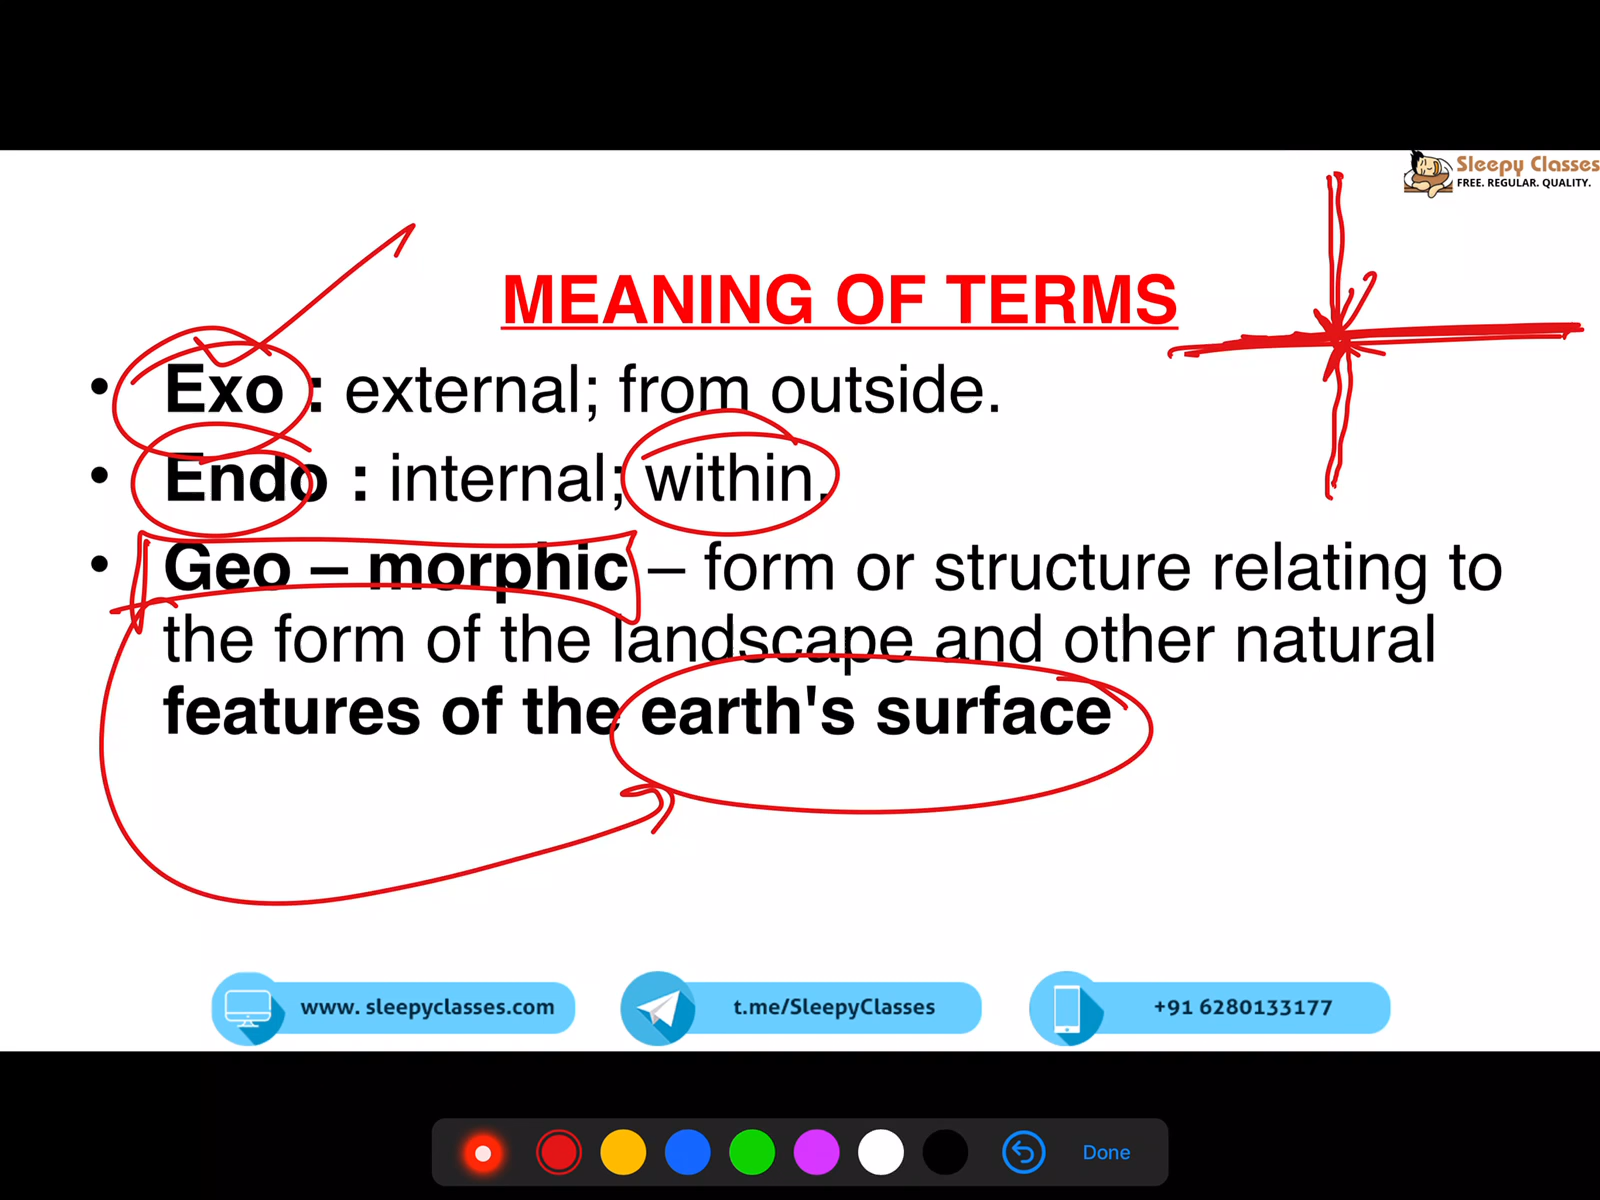 Sleepy Classes
FREE. REGULAR. QUALITY.
MEANING OF TERMS
• Exo : external; from outside.
• Endo : internal; within.
• Geo – morphic – form or structure relating to
the form of the landscape and other natural
features of the earth's surface
www. sleepyclasses.com
t.me/SleepyClasses
+91 6280133177
Done